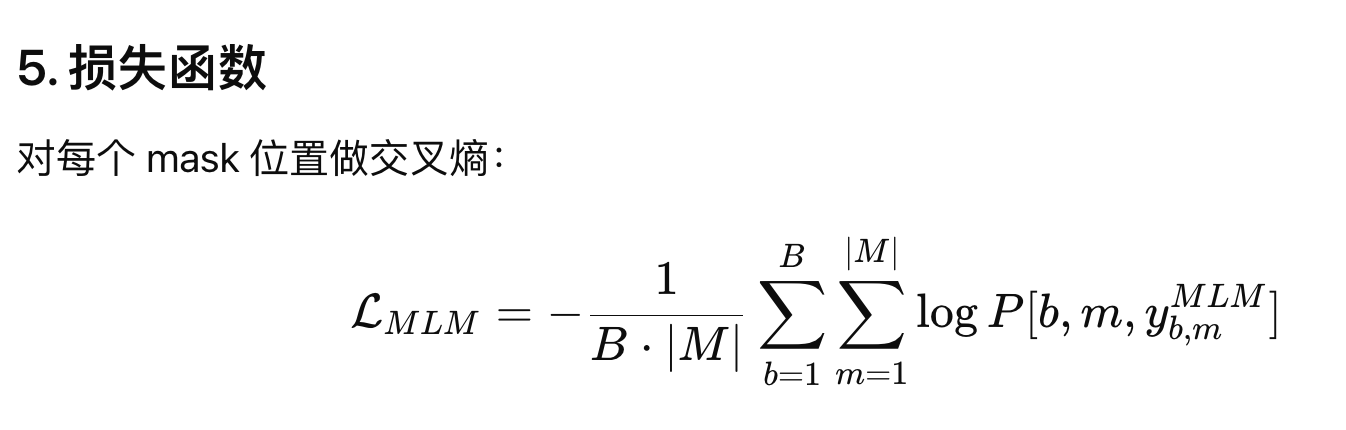 5. 损失函数
对每个 mask 位置做交叉熵：
$$\mathcal{L}_{MLM} = -\frac{1}{B \cdot |M|} \sum_{b=1}^{B} \sum_{m=1}^{|M|} \log P[b, m, y_{b,m}^{MLM}]$$